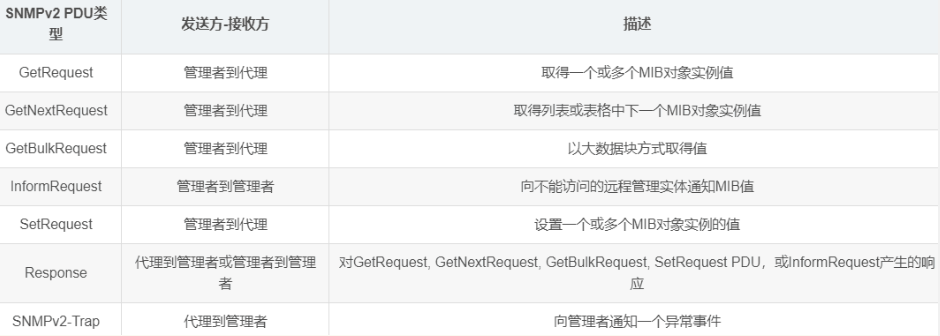 SNMPv2 PDU类型 发送方-接收方 描述
GetRequest 管理者到代理 取得一个或多个MIB对象实例值
GetNextRequest 管理者到代理 取得列表或表格中下一个MIB对象实例值
GetBulkRequest 管理者到代理 以大数据块方式取得值
InformRequest 管理者到管理者 向不能访问的远程管理实体通知MIB值
SetRequest 管理者到代理 设置一个或多个MIB对象实例的值
Response 代理到管理者或管理者到管理者 对GetRequest, GetNextRequest, GetBulkRequest, SetRequest PDU，或InformRequest产生的响应
SNMPv2-Trap 代理到管理者 向管理者通知一个异常事件